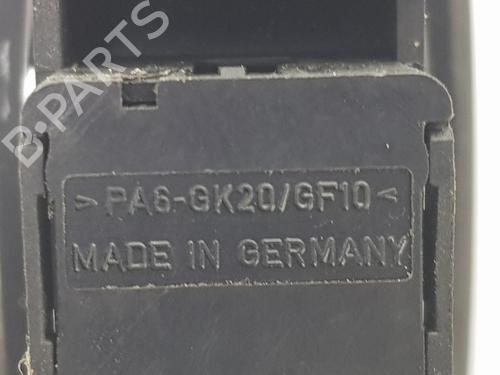 B-PARTS
>PA6-GK20/GF10<
MADE IN GERMANY